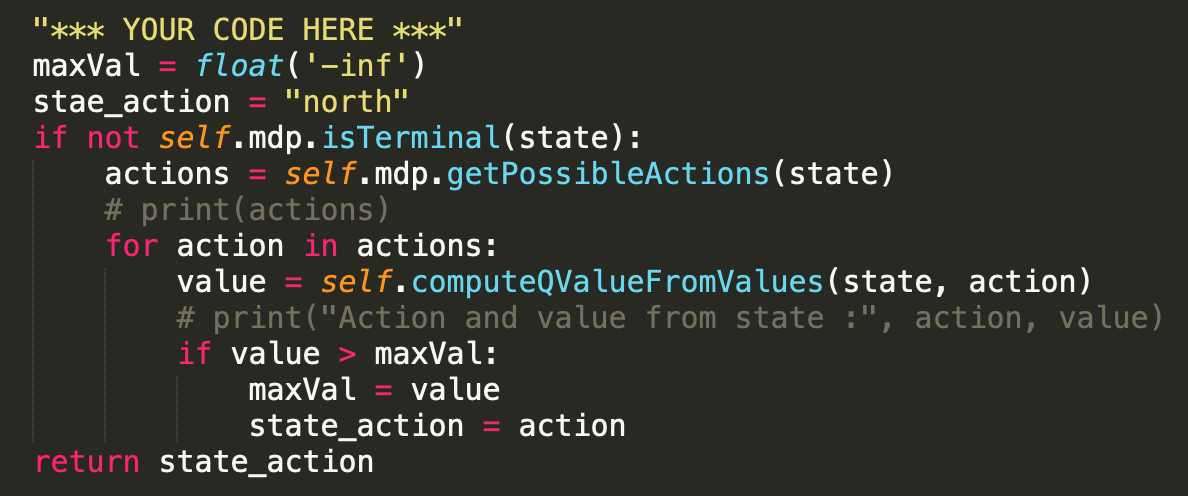 "*** YOUR CODE HERE ***"
maxVal = float('-inf')
stae_action = "north"
if not self.mdp.isTerminal(state):
    actions = self.mdp.getPossibleActions(state)
    # print(actions)
    for action in actions:
        value = self.computeQValueFromValues(state, action)
        # print("Action and value from state :", action, value)
        if value > maxVal:
            maxVal = value
            state_action = action
return state_action